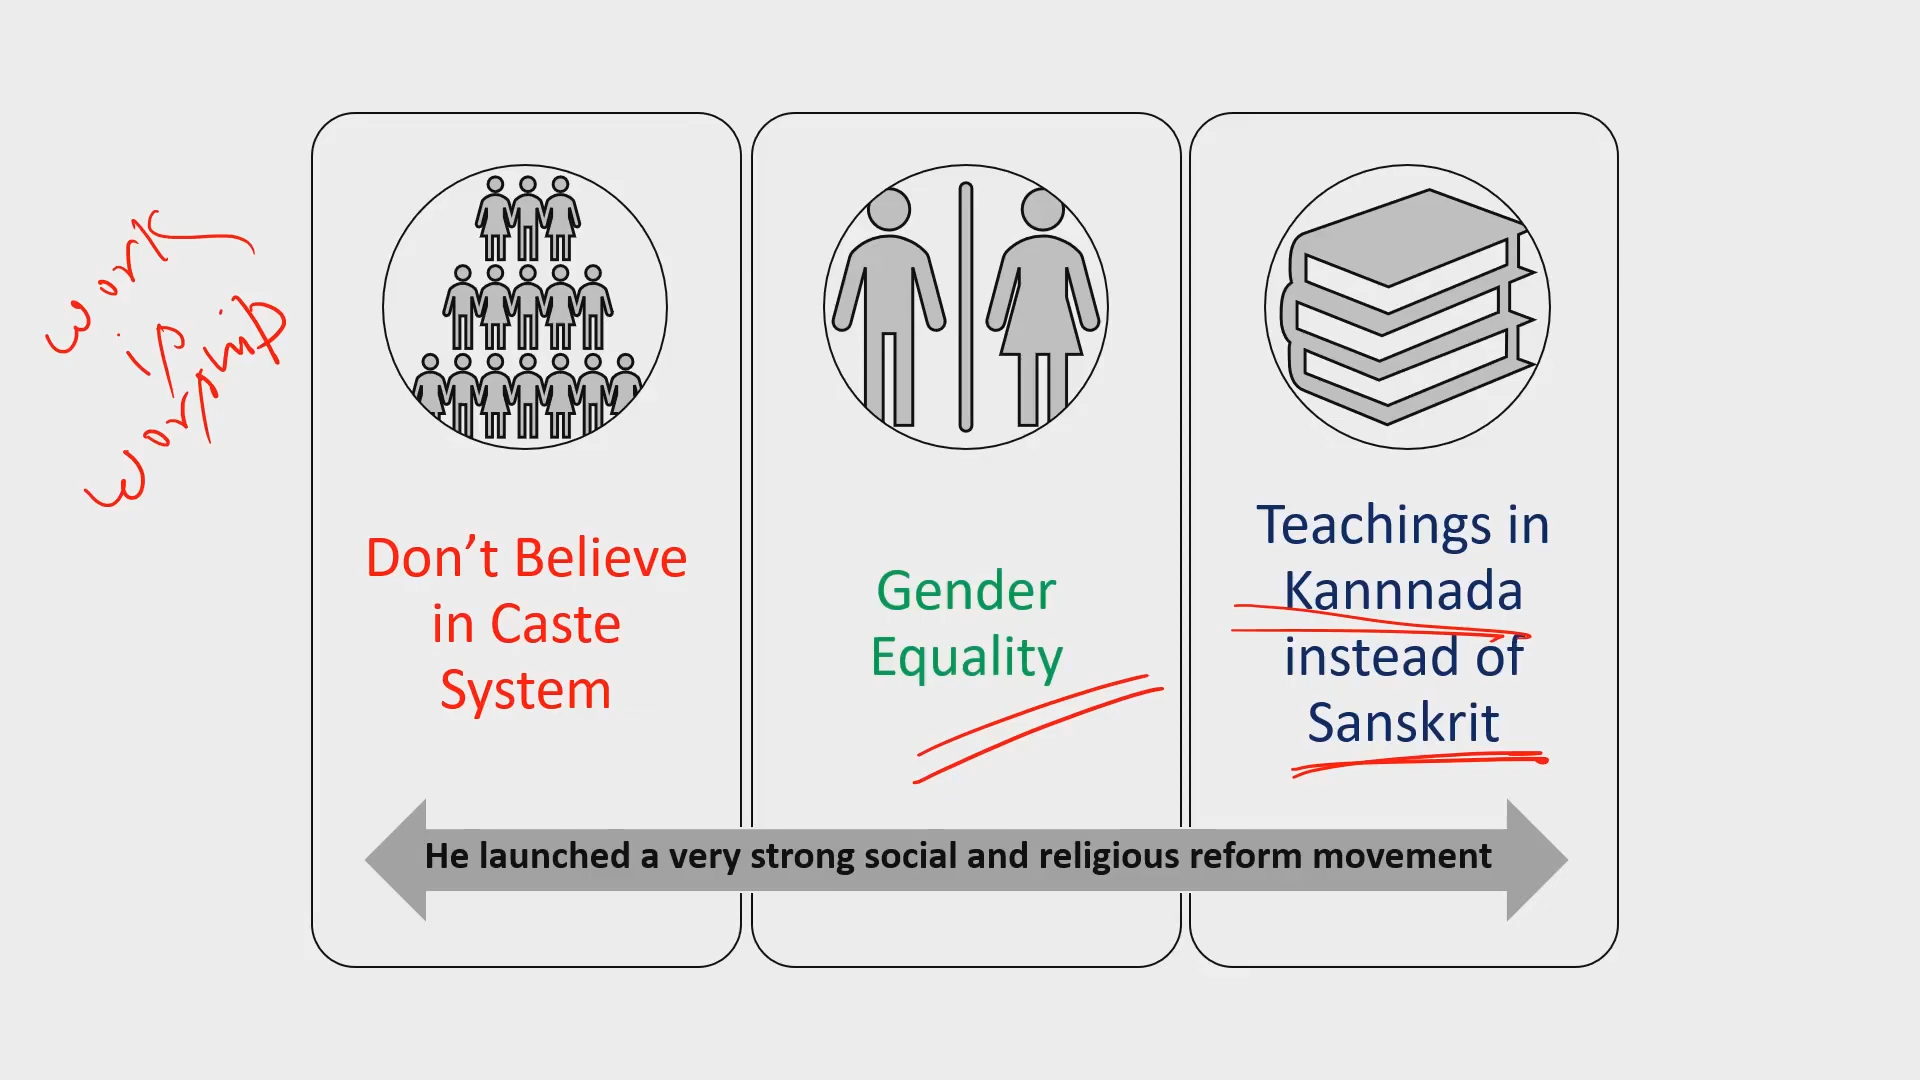 work
is
worship
Don’t Believe
in Caste
System
Gender
Equality
Teachings in
Kannnada
instead of
Sanskrit
He launched a very strong social and religious reform movement